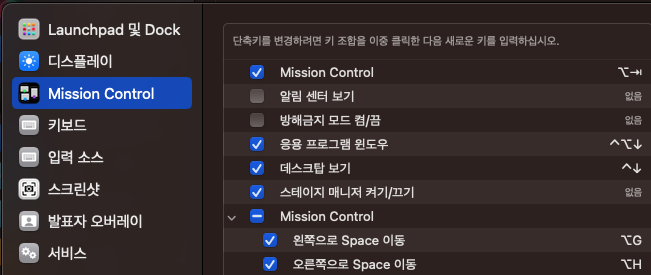 Launchpad 및 Dock
디스플레이
Mission Control
키보드
입력 소스
스크린샷
발표자 오버레이
서비스
단축키를 변경하려면 키 조합을 이중 클릭한 다음 새로운 키를 입력하십시오.
Mission Control ⌥⇥
알림 센터 보기 없음
방해금지 모드 켬/끔 없음
응용 프로그램 윈도우 ^⌥↓
데스크탑 보기 ^↓
스테이지 매니저 켜기/끄기 없음
Mission Control
왼쪽으로 Space 이동 ⌥G
오른쪽으로 Space 이동 ⌥H